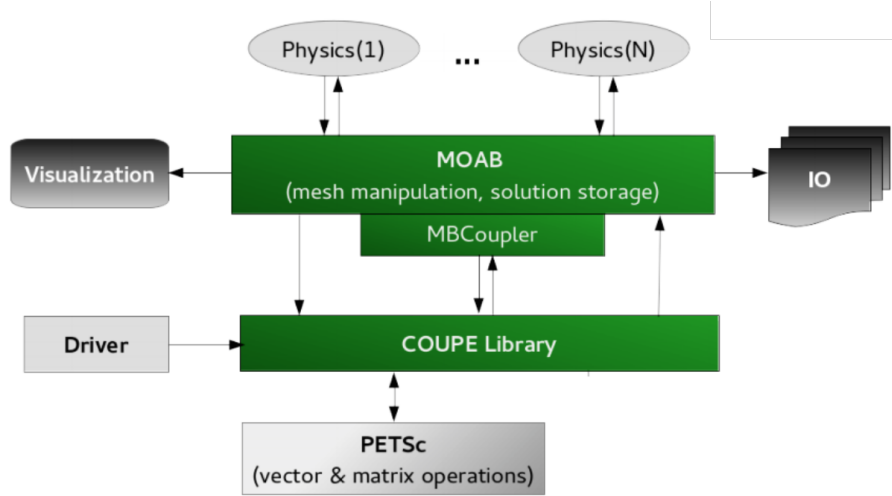 Physics(1)
...
Physics(N)
Visualization
MOAB
(mesh manipulation, solution storage)
IO
MBCoupler
Driver
COUPE Library
PETSc
(vector & matrix operations)